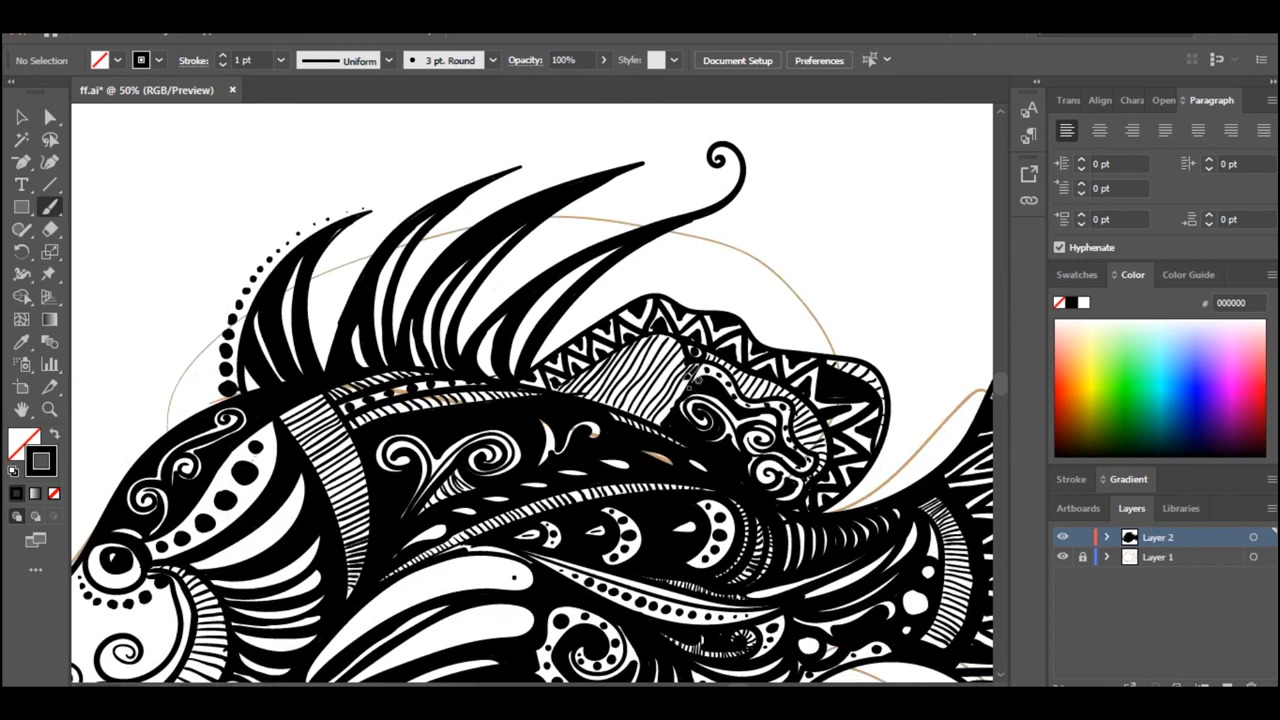 No Selection Stroke: 1 pt Uniform 3 pt. Round Opacity: 100% Style: Document Setup Preferences
ff.ai* @ 50% (RGB/Preview) ×
Trans Align Chara Open Paragraph
0 pt 0 pt
0 pt
0 pt 0 pt
Hyphenate
Swatches Color Color Guide
# 000000
Stroke Gradient
Artboards Layers Libraries
Layer 2
Layer 1